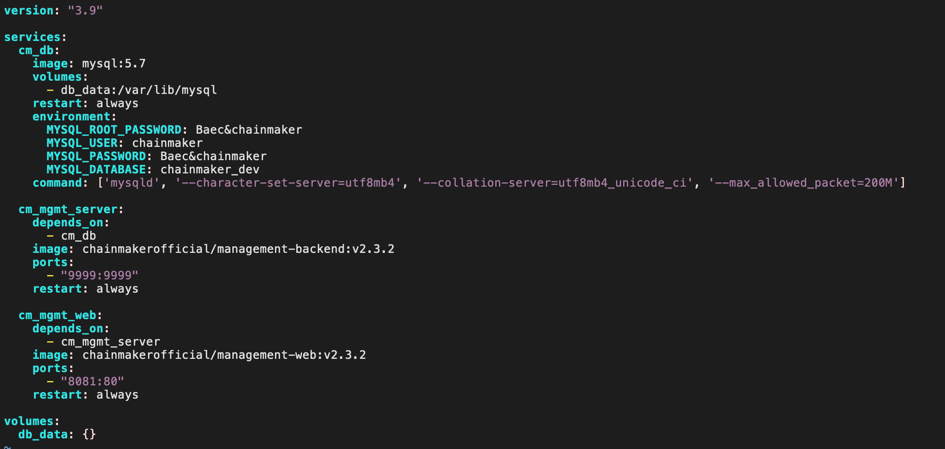 version: "3.9"
services:
  cm_db:
    image: mysql:5.7
    volumes:
      - db_data:/var/lib/mysql
    restart: always
    environment:
      MYSQL_ROOT_PASSWORD: Baec&chainmaker
      MYSQL_USER: chainmaker
      MYSQL_PASSWORD: Baec&chainmaker
      MYSQL_DATABASE: chainmaker_dev
    command: ['mysqld', '--character-set-server=utf8mb4', '--collation-server=utf8mb4_unicode_ci', '--max_allowed_packet=200M']
  cm_mgmt_server:
    depends_on:
      - cm_db
    image: chainmakerofficial/management-backend:v2.3.2
    ports:
      - "9999:9999"
    restart: always
  cm_mgmt_web:
    depends_on:
      - cm_mgmt_server
    image: chainmakerofficial/management-web:v2.3.2
    ports:
      - "8081:80"
    restart: always
volumes:
  db_data: {}
~